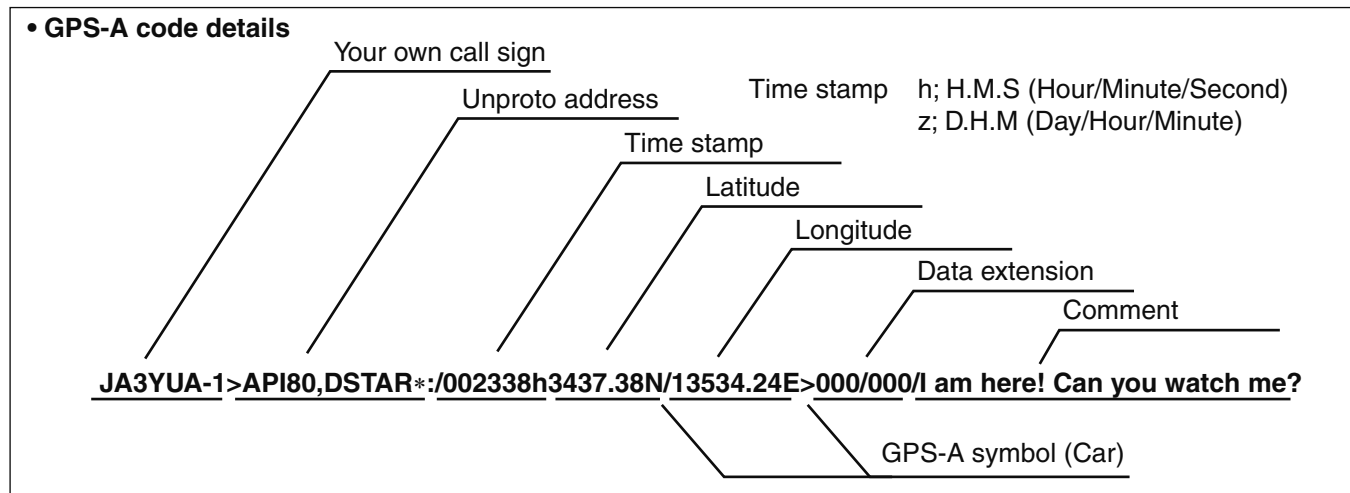 • GPS-A code details
Your own call sign
Unproto address
Time stamp h; H.M.S (Hour/Minute/Second)
z; D.H.M (Day/Hour/Minute)
Time stamp
Latitude
Longitude
Data extension
Comment
JA3YUA-1>API80,DSTAR*:/002338h3437.38N/13534.24E>000/000/I am here! Can you watch me?
GPS-A symbol (Car)